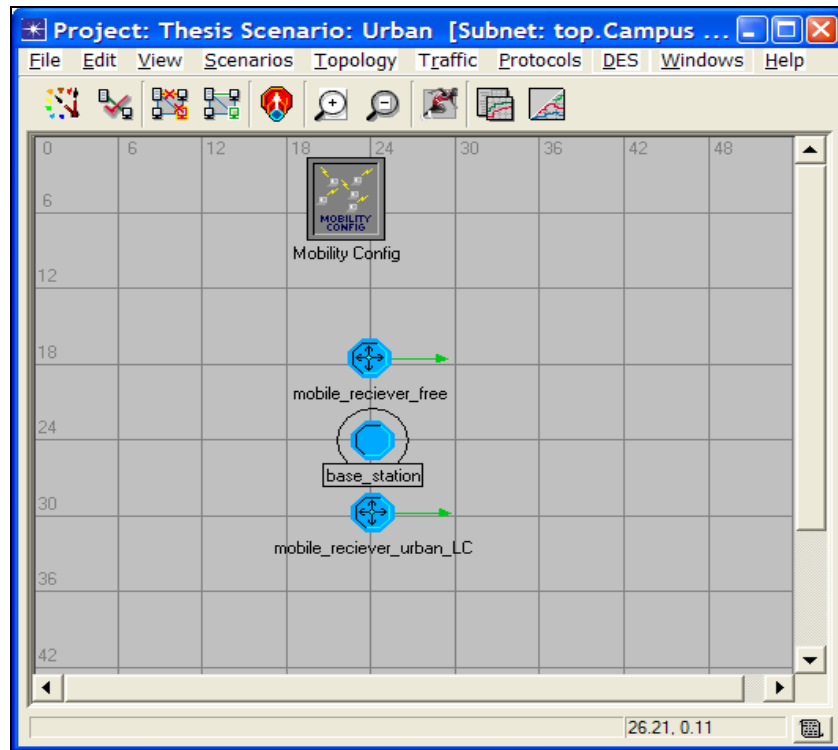 Project: Thesis Scenario: Urban [Subnet: top.Campus ...
File Edit View Scenarios Topology Traffic Protocols DES Windows Help
0 6 12 18 24 30 36 42 48
6
MOBILITY
CONFIG
Mobility Config
12
18
mobile_reciever_free
24
base_station
30
mobile_reciever_urban_LC
36
42
26.21, 0.11